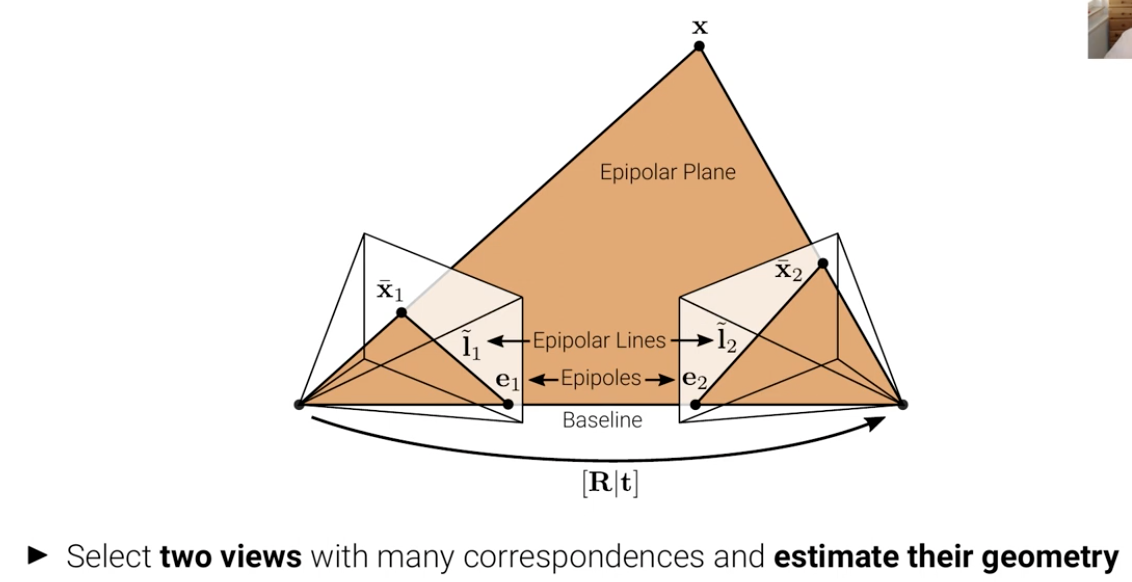 x
Epipolar Plane
x̄₁
x̄₂
l̃₁ Epipolar Lines l̃₂
e₁ Epipoles e₂
Baseline
[R|t]
► Select two views with many correspondences and estimate their geometry